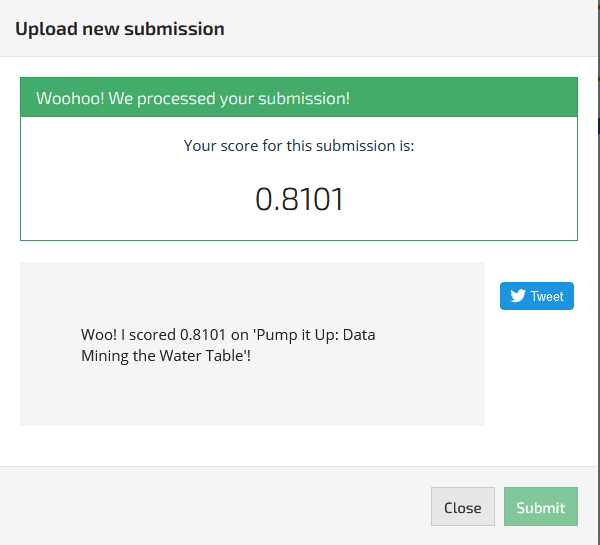 Upload new submission
Woohoo! We processed your submission!
Your score for this submission is:
0.8101
Tweet
Woo! I scored 0.8101 on 'Pump it Up: Data
Mining the Water Table'!
Close
Submit